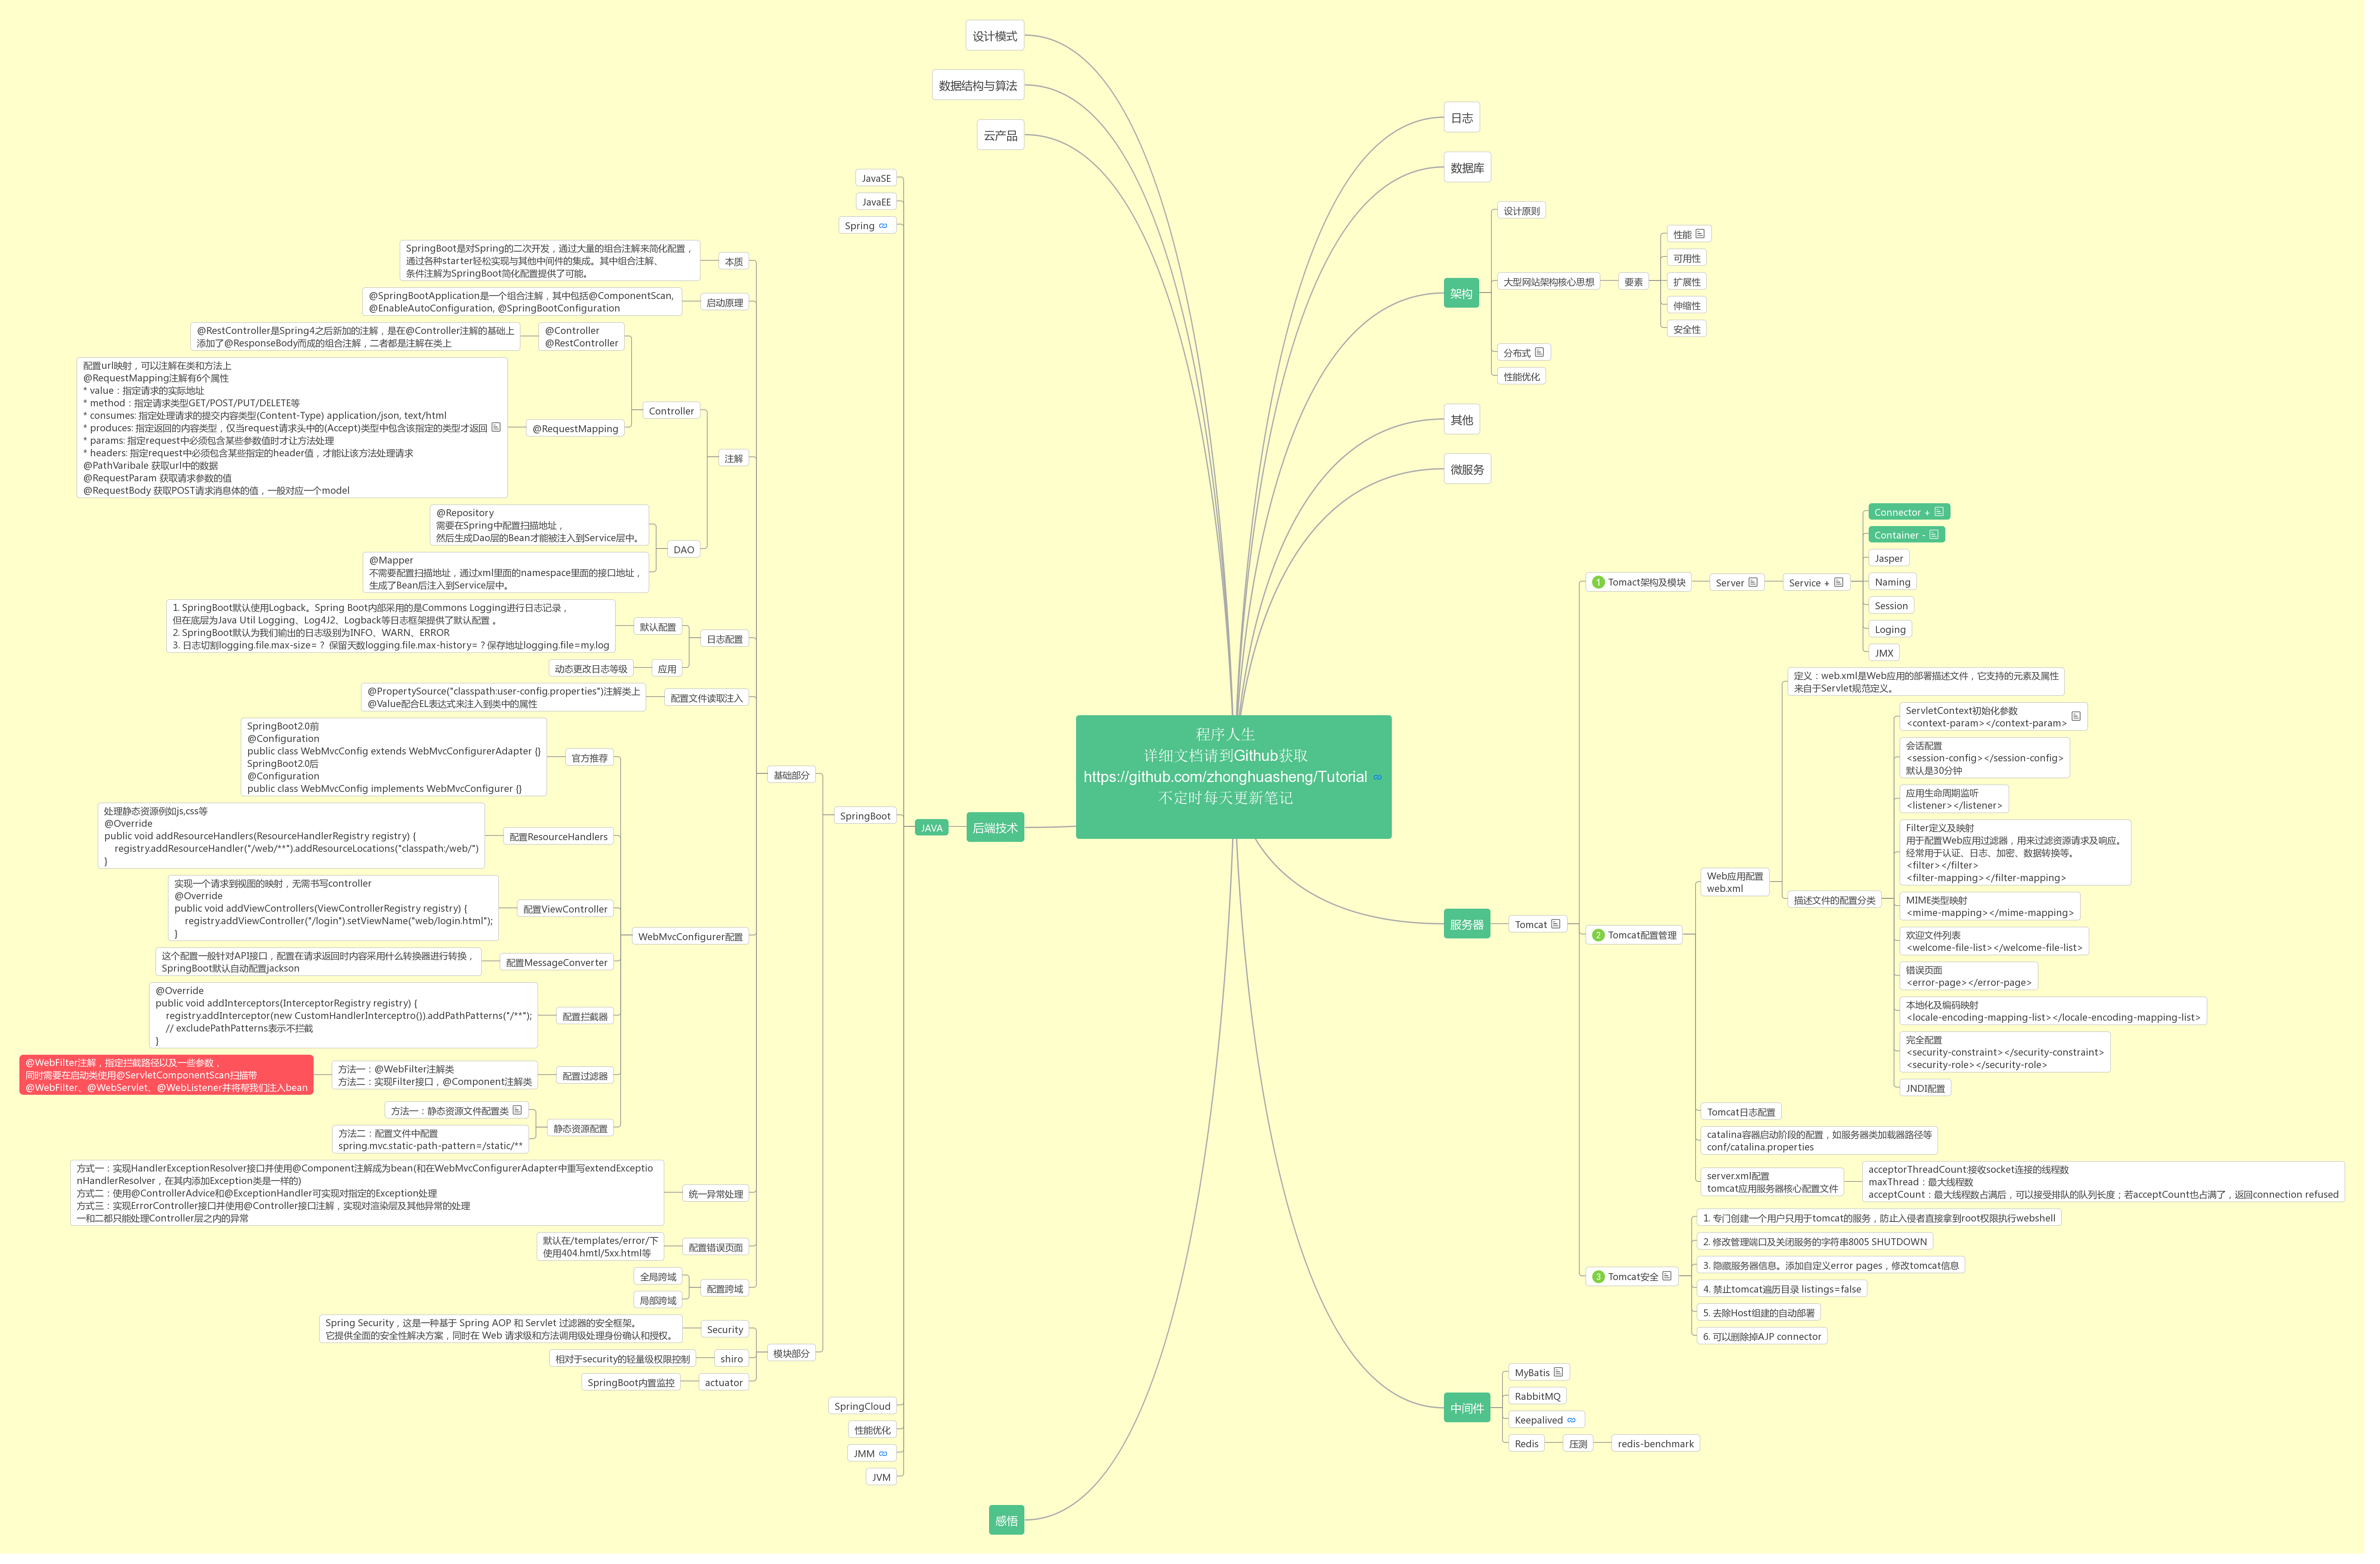 程序人生
详细文档请到Github获取
https://github.com/zhonghuasheng/Tutorial
不定时每天更新笔记
设计模式
数据结构与算法
云产品
后端技术
JAVA
JavaSE
JavaEE
Spring
SpringBoot
基础部分
本质
SpringBoot是对Spring的二次开发，通过大量的组合注解来简化配置，
通过各种starter轻松实现与其他中间件的集成。其中组合注解、
条件注解为SpringBoot简化配置提供了可能。
启动原理
@SpringBootApplication是一个组合注解，其中包括@ComponentScan,
@EnableAutoConfiguration, @SpringBootConfiguration
注解
Controller
@Controller
@RestController
@RestController是Spring4之后新加的注解，是在@Controller注解的基础上
添加了@ResponseBody而成的组合注解，二者都是注解在类上
@RequestMapping
配置url映射，可以注解在类和方法上
@RequestMapping注解有6个属性
* value：指定请求的实际地址
* method：指定请求类型GET/POST/PUT/DELETE等
* consumes: 指定处理请求的提交内容类型(Content-Type) application/json, text/html
* produces: 指定返回的内容类型，仅当request请求头中的(Accept)类型中包含该指定的类型才返回
* params: 指定request中必须包含某些参数值时才让方法处理
* headers: 指定request中必须包含某些指定的header值，才能让该方法处理请求
@PathVaribale 获取url中的数据
@RequestParam 获取请求参数的值
@RequestBody 获取POST请求消息体的值，一般对应一个model
DAO
@Repository
需要在Spring中配置扫描地址，
然后生成Dao层的Bean才能被注入到Service层中。
@Mapper
不需要配置扫描地址，通过xml里面的namespace里面的接口地址，
生成了Bean后注入到Service层中。
日志配置
默认配置
1. SpringBoot默认使用Logback。Spring Boot内部采用的是Commons Logging进行日志记录，
但在底层为Java Util Logging、Log4J2、Logback等日志框架提供了默认配置 。
2. SpringBoot默认为我们输出的日志级别为INFO、WARN、ERROR
3. 日志切割logging.file.max-size=？ 保留天数logging.file.max-history=？保存地址logging.file=my.log
应用
动态更改日志等级
配置文件读取注入
@PropertySource("classpath:user-config.properties")注解类上
@Value配合EL表达式来注入到类中的属性
WebMvcConfigurer配置
官方推荐
SpringBoot2.0前
@Configuration
public class WebMvcConfig extends WebMvcConfigurerAdapter {}
SpringBoot2.0后
@Configuration
public class WebMvcConfig implements WebMvcConfigurer {}
配置ResourceHandlers
处理静态资源例如js,css等
@Override
public void addResourceHandlers(ResourceHandlerRegistry registry) {
registry.addResourceHandler("/web/**").addResourceLocations("classpath:/web/")
}
配置ViewController
实现一个请求到视图的映射，无需书写controller
@Override
public void addViewControllers(ViewControllerRegistry registry) {
registry.addViewController("/login").setViewName("web/login.html");
}
配置MessageConverter
这个配置一般针对API接口，配置在请求返回时内容采用什么转换器进行转换，
SpringBoot默认自动配置jackson
配置拦截器
@Override
public void addInterceptors(InterceptorRegistry registry) {
registry.addInterceptor(new CustomHandlerInterceptro()).addPathPatterns("/**");
// excludePathPatterns表示不拦截
}
配置过滤器
方法一：@WebFilter注解类
方法二：实现Filter接口，@Component注解类
@WebFilter注解，指定拦截路径以及一些参数，
同时需要在启动类使用@ServletComponentScan扫描带
@WebFilter、@WebServlet、@WebListener并将帮我们注入bean
静态资源配置
方法一：静态资源文件配置类
方法二：配置文件中配置
spring.mvc.static-path-pattern=/static/**
统一异常处理
方式一：实现HandlerExceptionResolver接口并使用@Component注解成为bean(和在WebMvcConfigurerAdapter中重写extendExceptio
nHandlerResolver，在其内添加Exception类是一样的)
方式二：使用@ControllerAdvice和@ExceptionHandler可实现对指定的Exception处理
方式三：实现ErrorController接口并使用@Controller接口注解，实现对渲染层及其他异常的处理
一和二都只能处理Controller层之内的异常
配置错误页面
默认在/templates/error/下
使用404.hmtl/5xx.html等
配置跨域
全局跨域
局部跨域
模块部分
Security
Spring Security，这是一种基于 Spring AOP 和 Servlet 过滤器的安全框架。
它提供全面的安全性解决方案，同时在 Web 请求级和方法调用级处理身份确认和授权。
shiro
相对于security的轻量级权限控制
actuator
SpringBoot内置监控
SpringCloud
性能优化
JMM
JVM
感悟
日志
数据库
架构
设计原则
大型网站架构核心思想
要素
性能
可用性
扩展性
伸缩性
安全性
分布式
性能优化
其他
微服务
服务器
Tomcat
1 Tomact架构及模块
Server
Service +
Connector +
Container -
Jasper
Naming
Session
Loging
JMX
2 Tomcat配置管理
Web应用配置
web.xml
定义：web.xml是Web应用的部署描述文件，它支持的元素及属性
来自于Servlet规范定义。
描述文件的配置分类
ServletContext初始化参数
<context-param></context-param>
会话配置
<session-config></session-config>
默认是30分钟
应用生命周期监听
<listener></listener>
Filter定义及映射
用于配置Web应用过滤器，用来过滤资源请求及响应。
经常用于认证、日志、加密、数据转换等。
<filter></filter>
<filter-mapping></filter-mapping>
MIME类型映射
<mime-mapping></mime-mapping>
欢迎文件列表
<welcome-file-list></welcome-file-list>
错误页面
<error-page></error-page>
本地化及编码映射
<locale-encoding-mapping-list></locale-encoding-mapping-list>
完全配置
<security-constraint></security-constraint>
<security-role></security-role>
JNDI配置
Tomcat日志配置
catalina容器启动阶段的配置，如服务器类加载器路径等
conf/catalina.properties
server.xml配置
tomcat应用服务器核心配置文件
acceptorThreadCount:接收socket连接的线程数
maxThread：最大线程数
acceptCount：最大线程数占满后，可以接受排队的队列长度；若acceptCount也占满了，返回connection refused
3 Tomcat安全
1. 专门创建一个用户只用于tomcat的服务，防止入侵者直接拿到root权限执行webshell
2. 修改管理端口及关闭服务的字符串8005 SHUTDOWN
3. 隐藏服务器信息。添加自定义error pages，修改tomcat信息
4. 禁止tomcat遍历目录 listings=false
5. 去除Host组建的自动部署
6. 可以删除掉AJP connector
中间件
MyBatis
RabbitMQ
Keepalived
Redis
压测
redis-benchmark